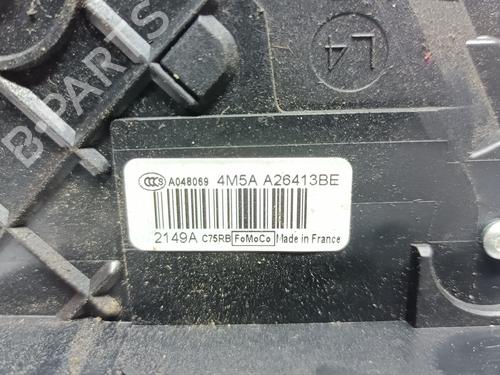 B-PARTS
L4
CCC S A048069 4M5A A26413BE
2149A C75RB FoMoCo Made in France